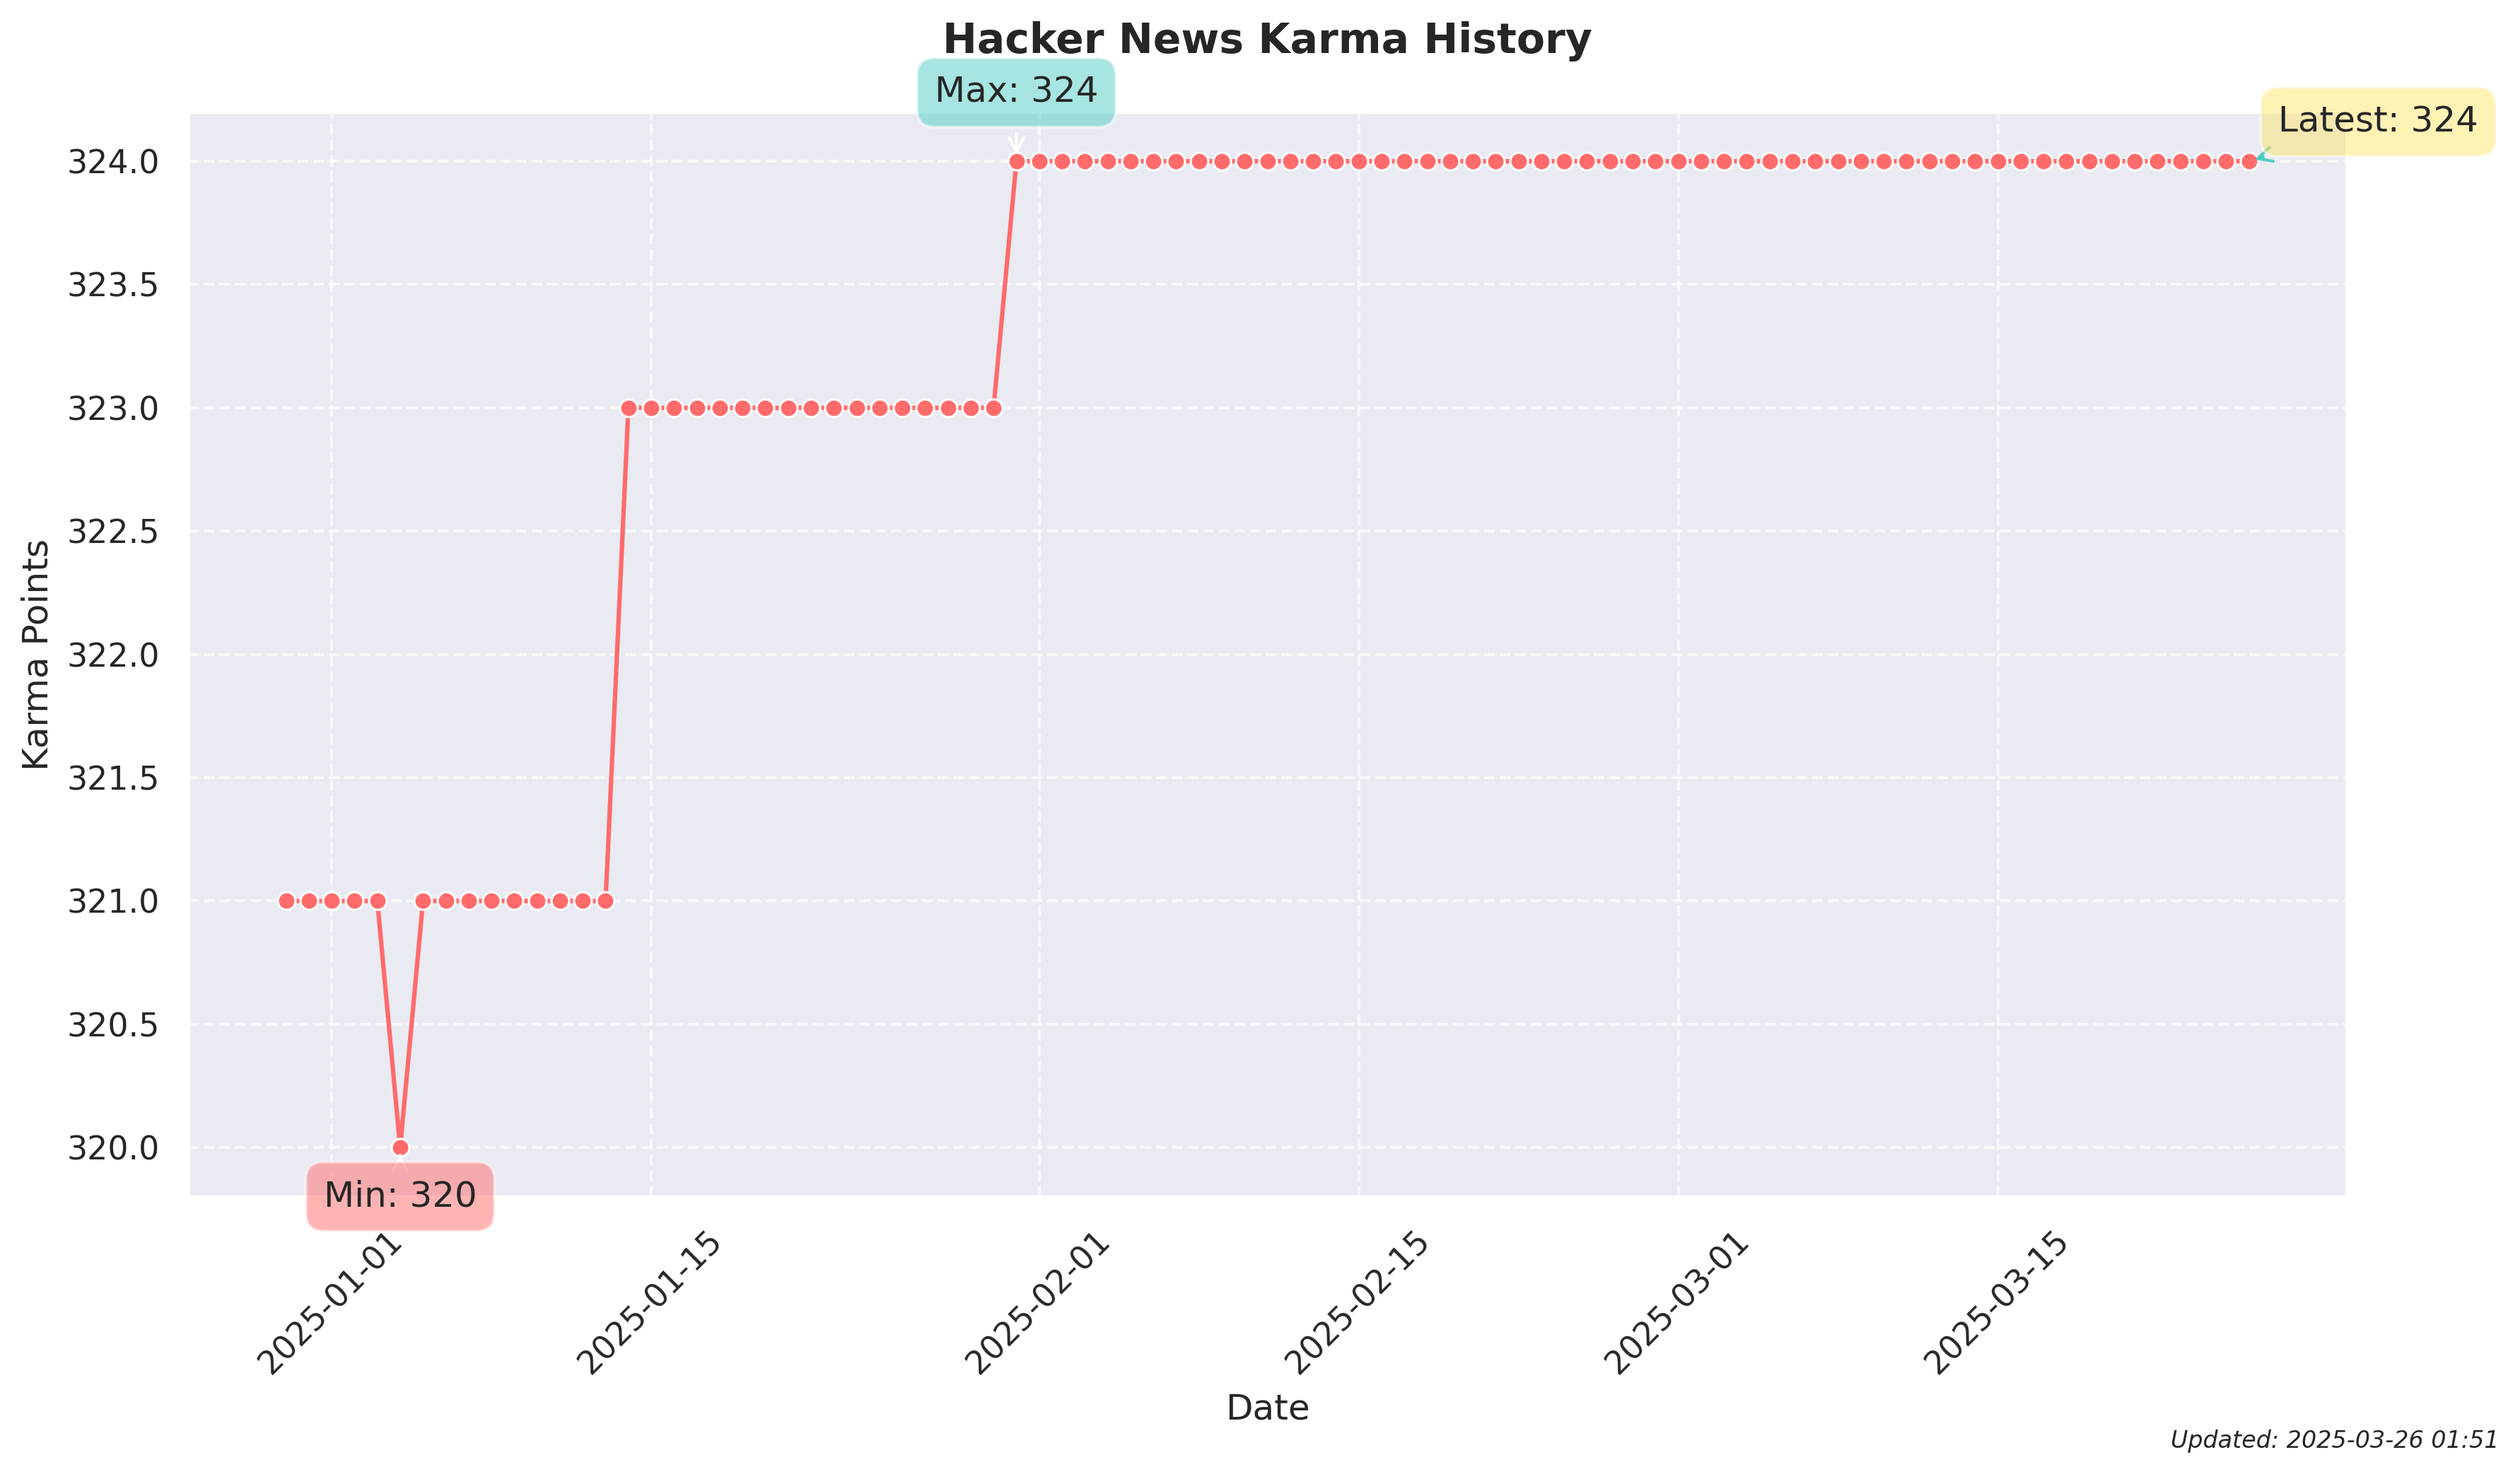 Hacker News Karma History
Max: 324
Latest: 324
324.0
323.5
323.0
322.5
322.0
321.5
321.0
320.5
320.0
Karma Points
Min: 320
2025-01-01
2025-01-15
2025-02-01
2025-02-15
2025-03-01
2025-03-15
Date
Updated: 2025-03-26 01:51